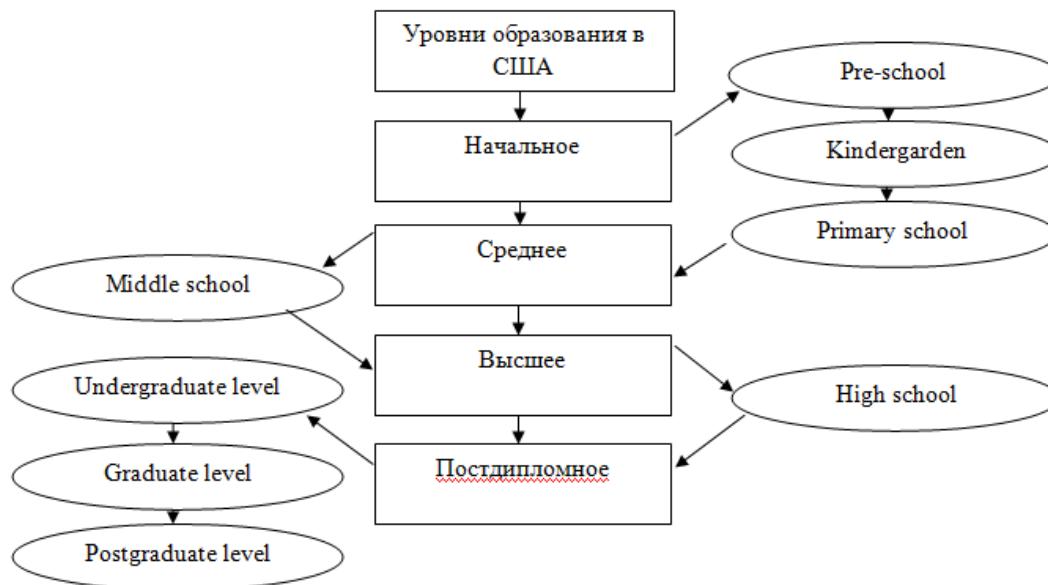 Уровни образования в
США
Pre-school
Начальное
Kindergarden
Primary school
Среднее
Middle school
Высшее
Undergraduate level
High school
Постдипломное
Graduate level
Postgraduate level